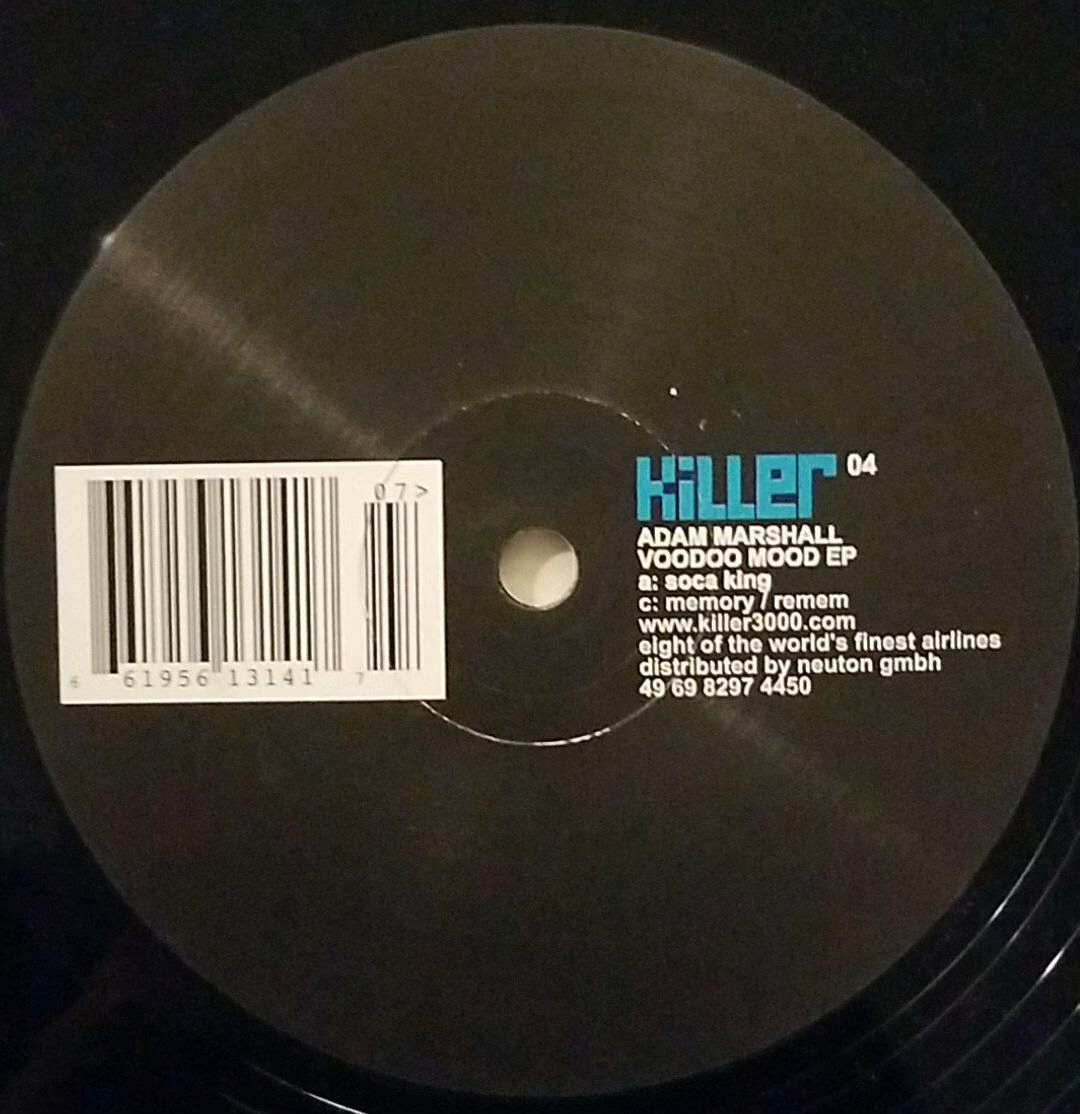 07>
6 61956 13141 7
KiLLer 04
ADAM MARSHALL
VOODOO MOOD EP
a: soca king
c: memory / remem
www.killer3000.com
eight of the world's finest airlines
distributed by neuton gmbh
49 69 8297 4450